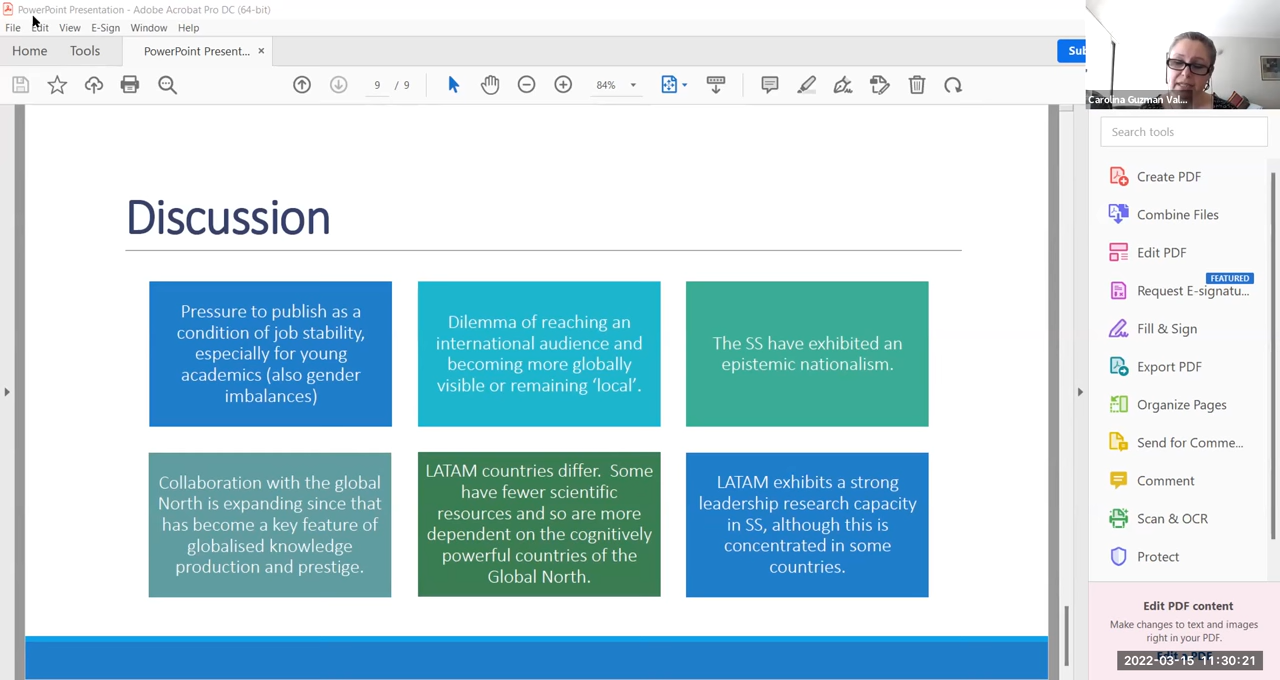 PowerPoint Presentation - Adobe Acrobat Pro DC (64-bit)
File Edit View E-Sign Window Help
Home Tools PowerPoint Present... ×
Sub
9 / 9 84%
Carolina Guzman Val...
Search tools
Discussion
Pressure to publish as a
condition of job stability,
especially for young
academics (also gender
imbalances)
Dilemma of reaching an
international audience and
becoming more globally
visible or remaining ‘local’.
The SS have exhibited an
epistemic nationalism.
Collaboration with the global
North is expanding since that
has become a key feature of
globalised knowledge
production and prestige.
LATAM countries differ. Some
have fewer scientific
resources and so are more
dependent on the cognitively
powerful countries of the
Global North.
LATAM exhibits a strong
leadership research capacity
in SS, although this is
concentrated in some
countries.
Create PDF
Combine Files
Edit PDF
FEATURED
Request E-signatu...
Fill & Sign
Export PDF
Organize Pages
Send for Comme...
Comment
Scan & OCR
Protect
Edit PDF content
Make changes to text and images
right in your PDF.
2022-03-15 11:30:21